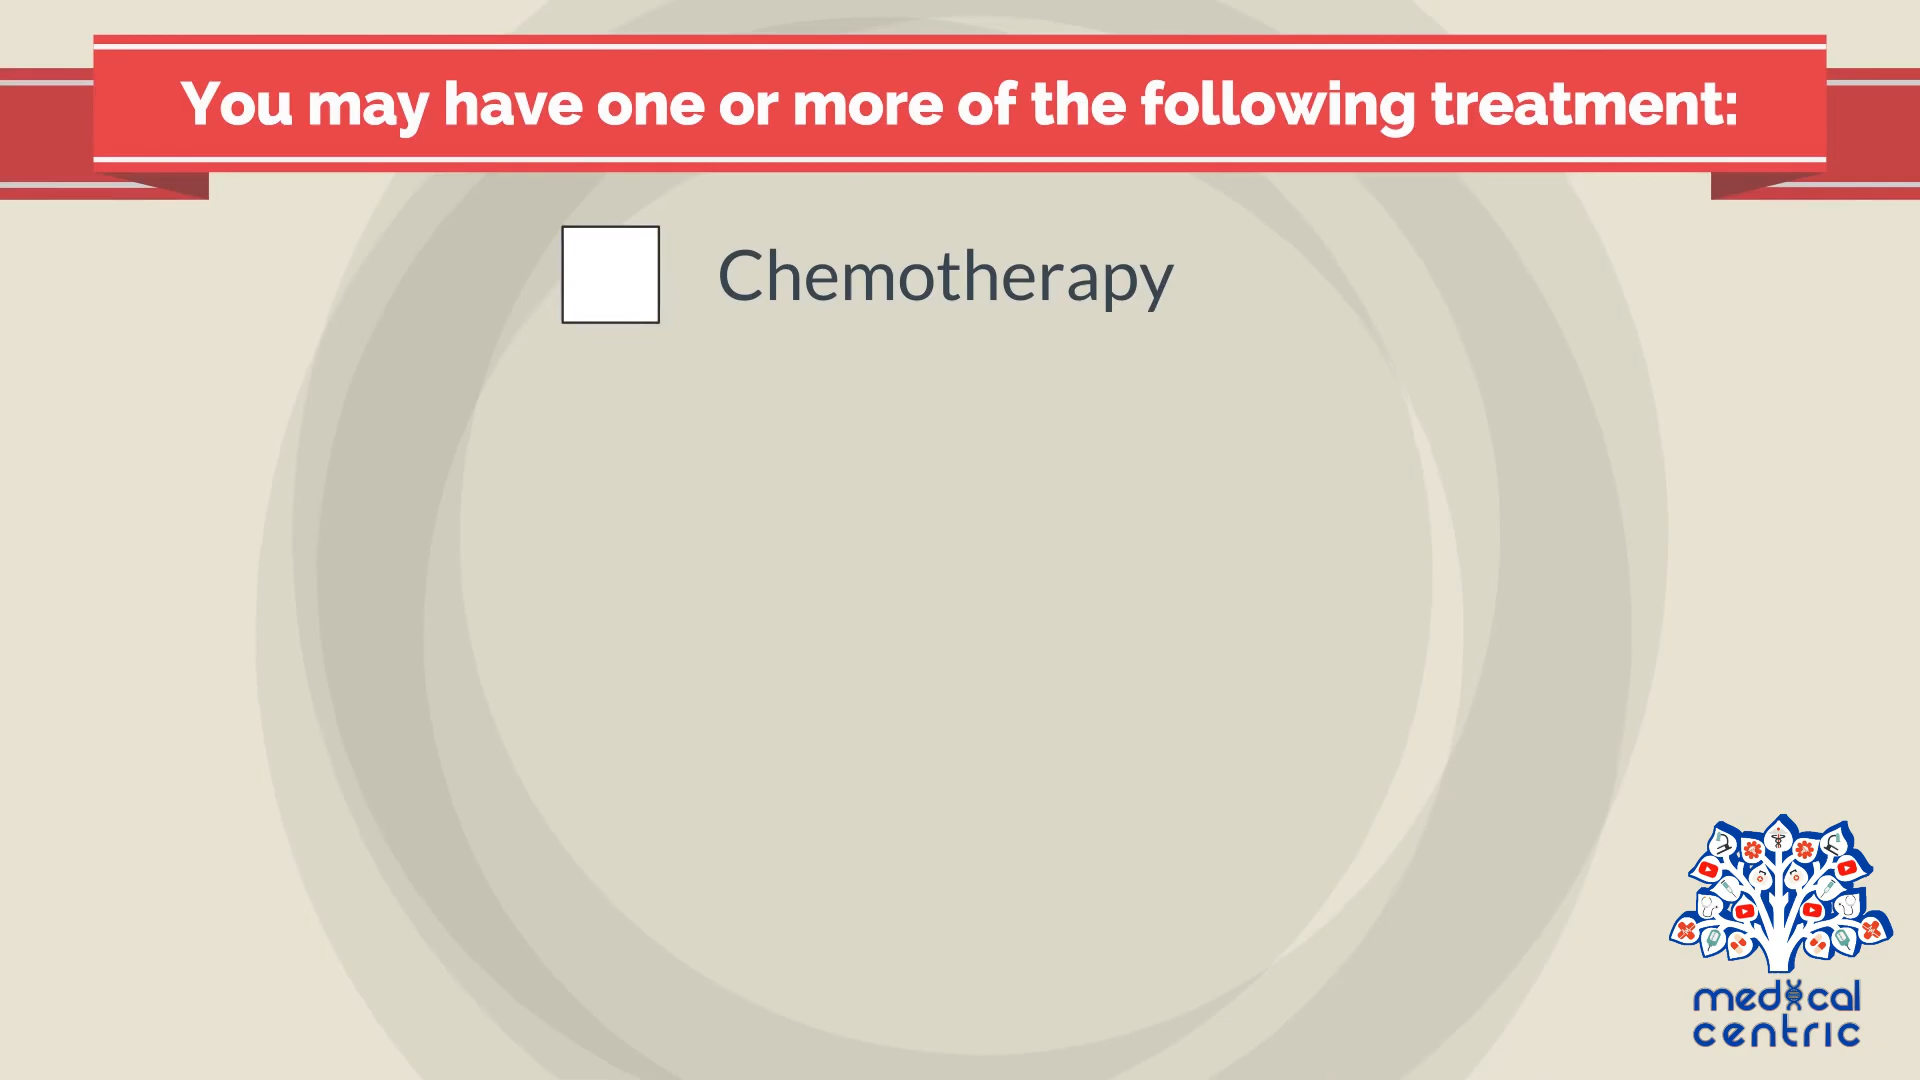 You may have one or more of the following treatment:
Chemotherapy
medical
centric